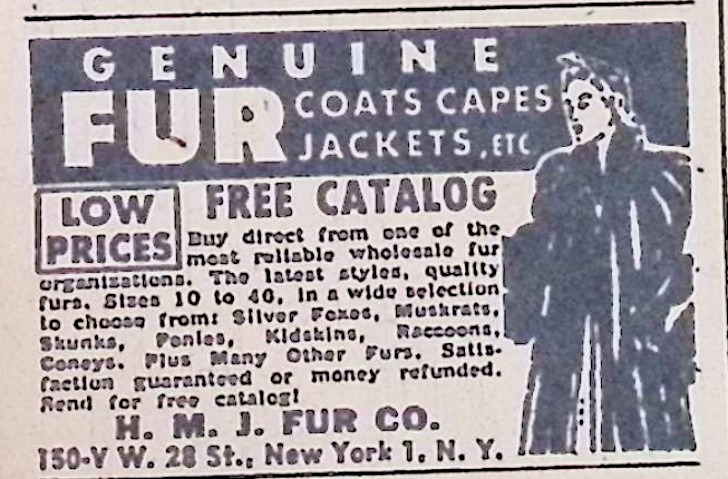 GENUINE
FUR COATS CAPES
JACKETS, ETC
LOW
PRICES
FREE CATALOG
Buy direct from one of the
most reliable wholesale fur
organizations. The latest styles, quality
furs. Sizes 10 to 46, in a wide selection
to choose from: Silver Foxes, Muskrats,
Skunks, Ponies, Kidskins, Raccoons,
Coneys. Plus Many Other Furs. Satis-
faction guaranteed or money refunded.
Send for free catalog!
H. M. J. FUR CO.
150-V W. 28 St., New York 1, N. Y.